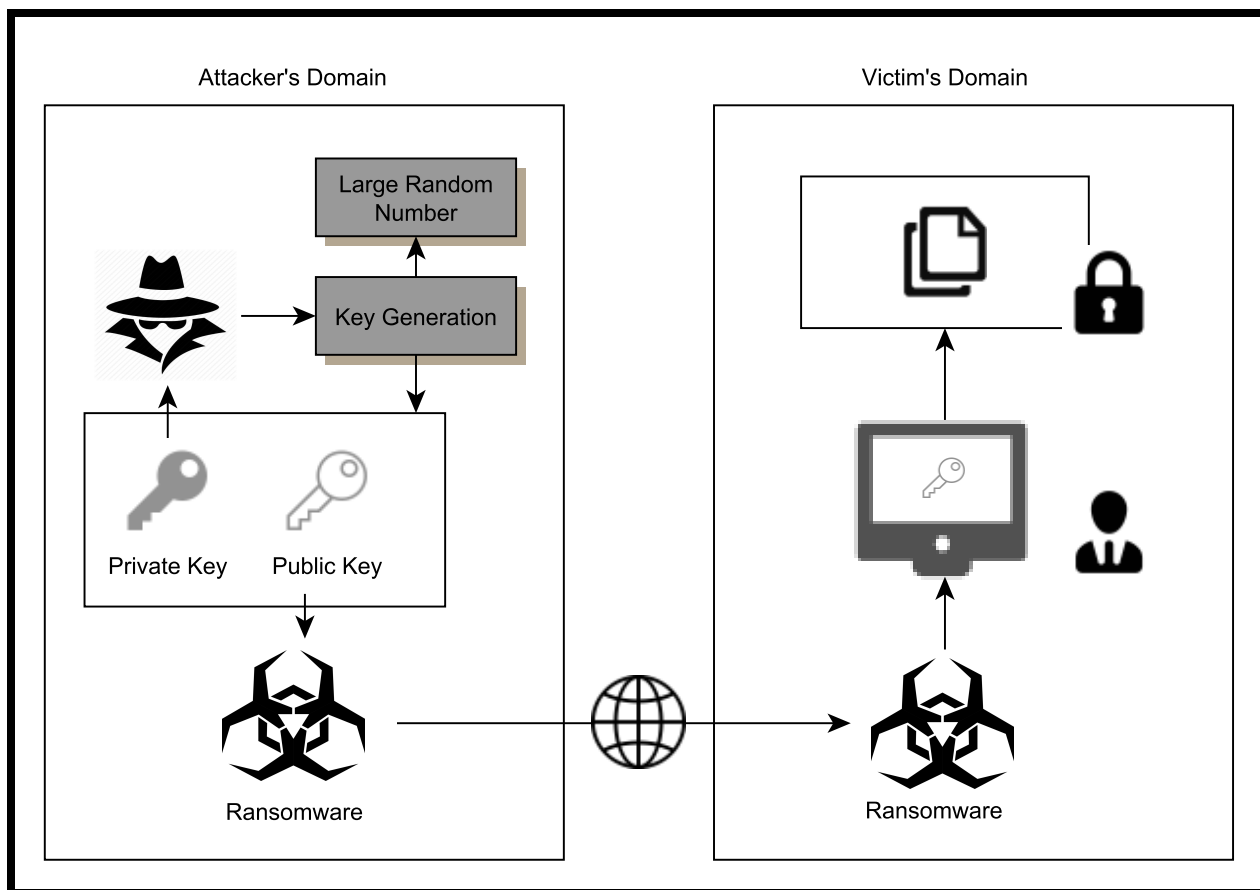 Attacker's Domain
Victim's Domain
Large Random
Number
Key Generation
Private Key
Public Key
Ransomware
Ransomware